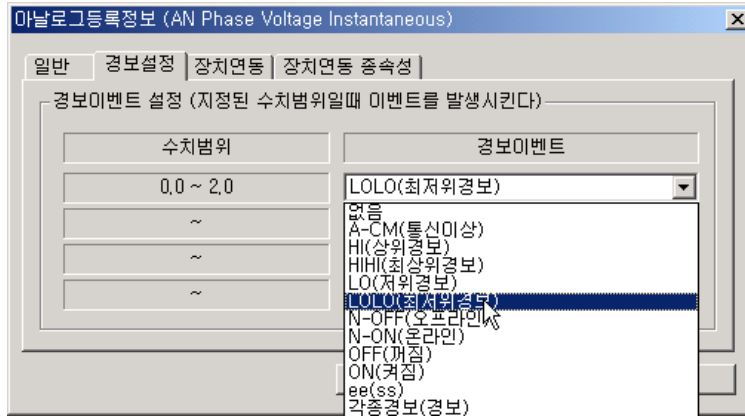 아날로그등록정보 (AN Phase Voltage Instantaneous)
일반 경보설정 장치연동 장치연동 종속성
경보이벤트 설정 (지정된 수치범위일때 이벤트를 발생시킨다)
수치범위 경보이벤트
0,0 ~ 2,0 LOLO(최저위경보)
~
~
~
없음
A-CM(통신이상)
HI(상위경보)
HIHI(최상위경보)
LO(저위경보)
LOLO(최저위경보)
N-OFF(오프라인)
N-ON(온라인)
OFF(꺼짐)
ON(켜짐)
ee(ss)
각종경보(경보)